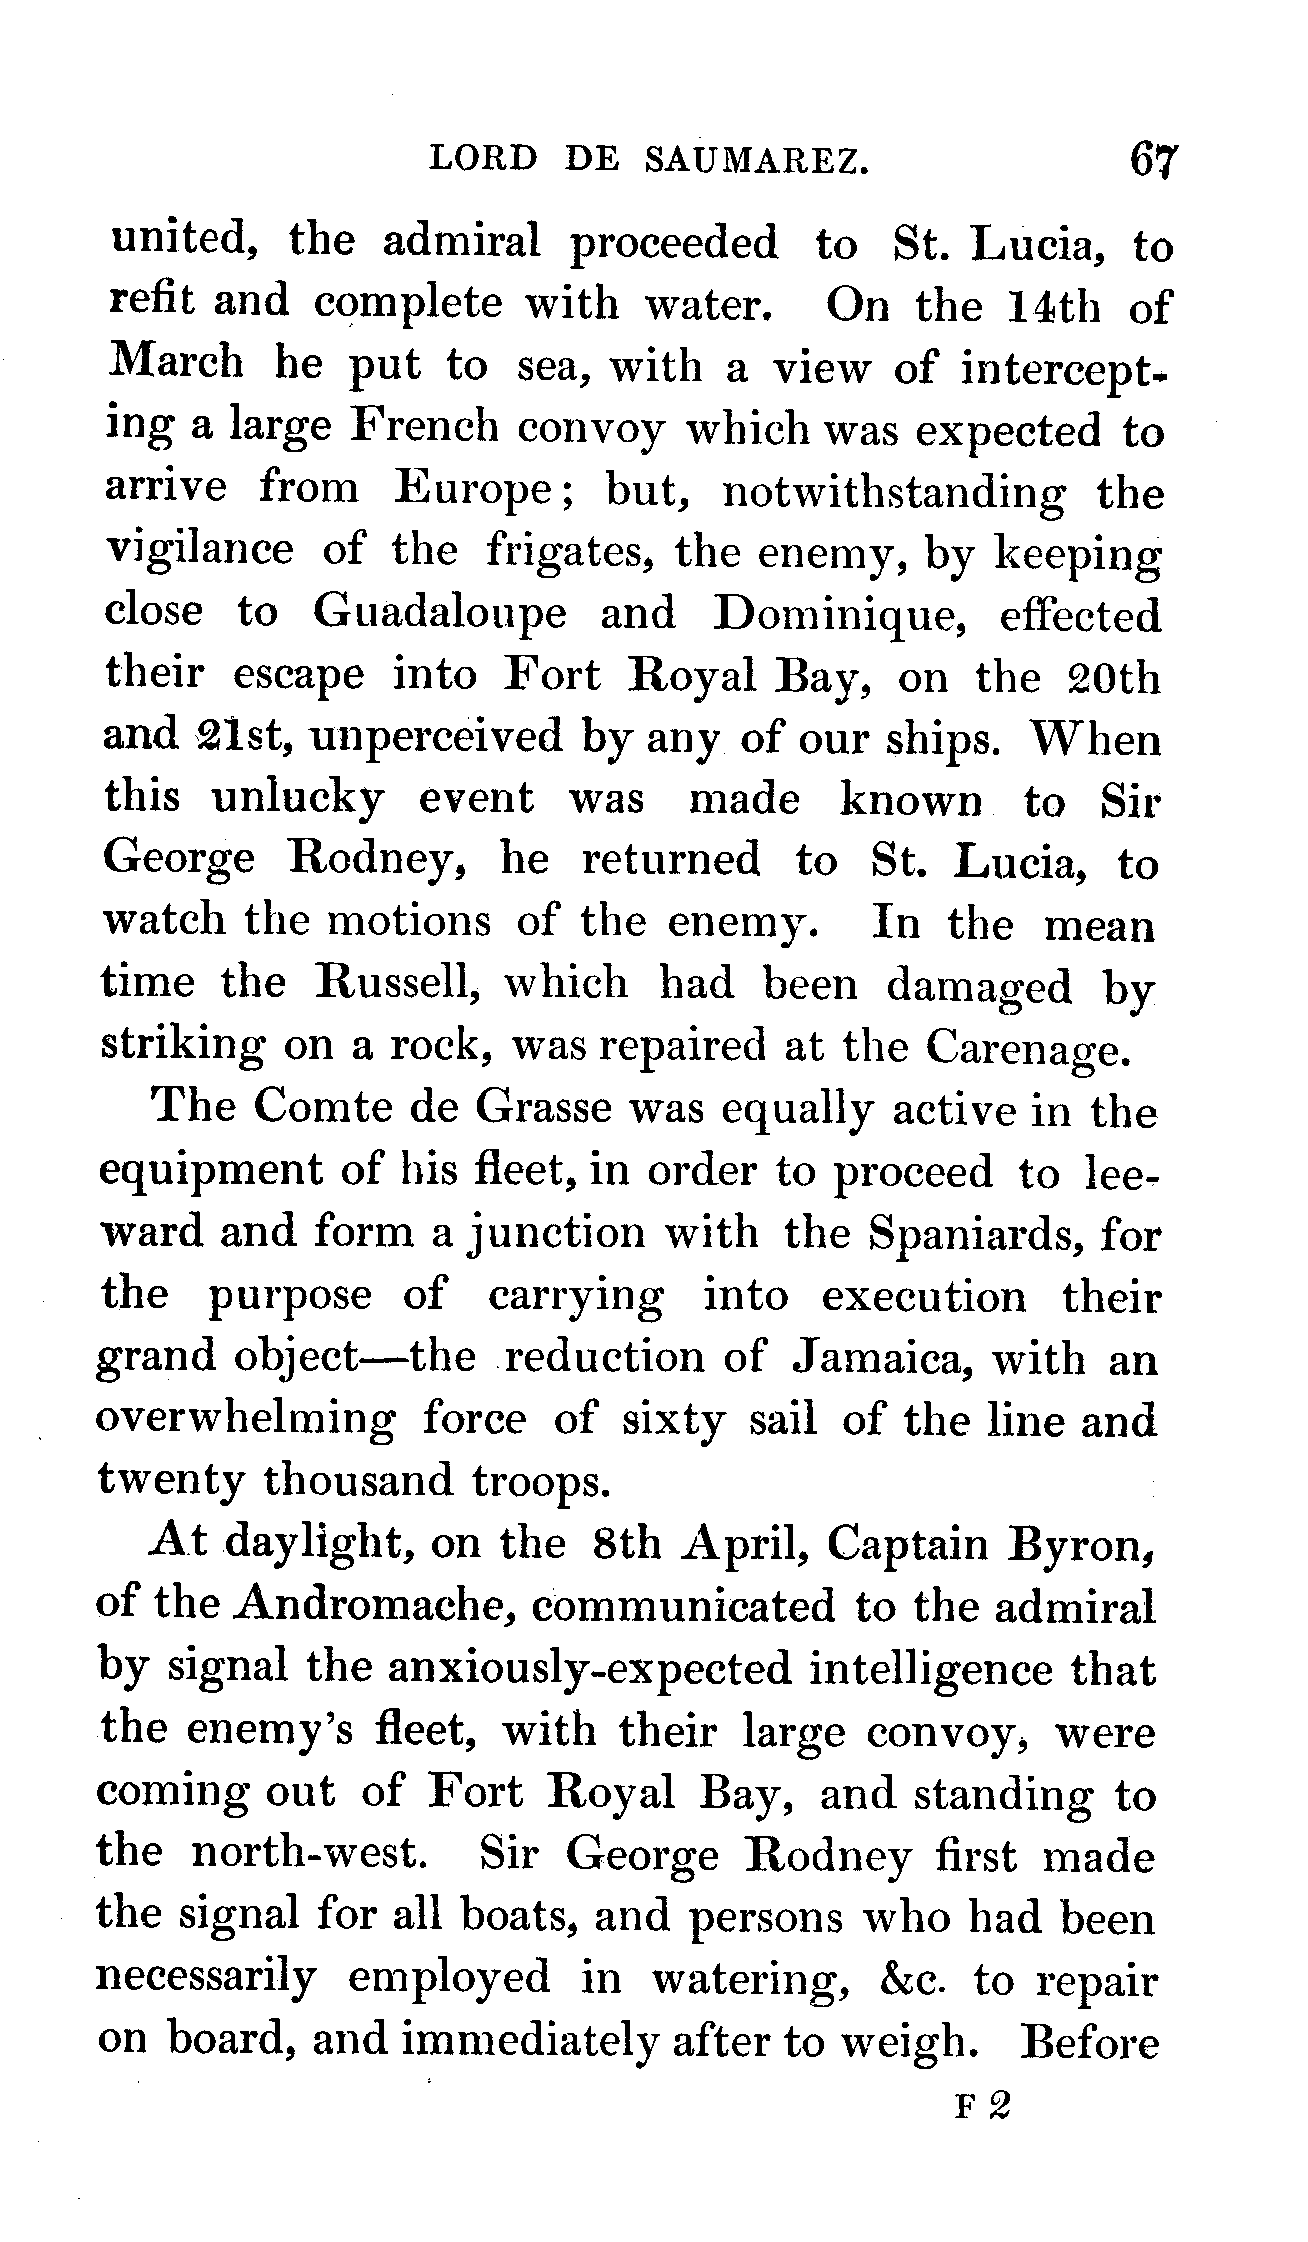 LORD DE SAUMAREZ. 67
united, the admiral proceeded to St. Lucia, to
refit and complete with water. On the 14th of
March he put to sea, with a view of intercept-
ing a large French convoy which was expected to
arrive from Europe; but, notwithstanding the
vigilance of the frigates, the enemy, by keeping
close to Guadaloupe and Dominique, effected
their escape into Fort Royal Bay, on the 20th
and 21st, unperceived by any of our ships. When
this unlucky event was made known to Sir
George Rodney, he returned to St. Lucia, to
watch the motions of the enemy. In the mean
time the Russell, which had been damaged by
striking on a rock, was repaired at the Carenage.
The Comte de Grasse was equally active in the
equipment of his fleet, in order to proceed to lee-
ward and form a junction with the Spaniards, for
the purpose of carrying into execution their
grand object—the reduction of Jamaica, with an
overwhelming force of sixty sail of the line and
twenty thousand troops.
At daylight, on the 8th April, Captain Byron,
of the Andromache, communicated to the admiral
by signal the anxiously-expected intelligence that
the enemy's fleet, with their large convoy, were
coming out of Fort Royal Bay, and standing to
the north-west. Sir George Rodney first made
the signal for all boats, and persons who had been
necessarily employed in watering, &c. to repair
on board, and immediately after to weigh. Before
F 2